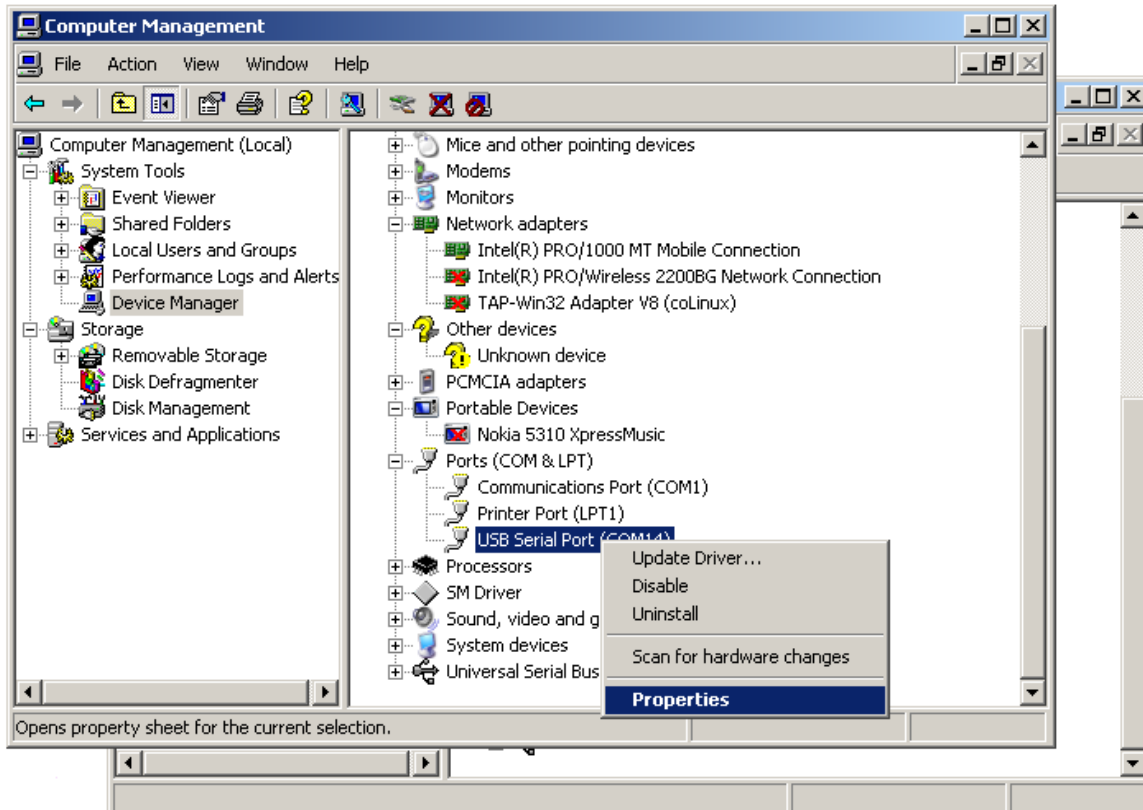 Computer Management
File Action View Window Help
Computer Management (Local)
System Tools
Event Viewer
Shared Folders
Local Users and Groups
Performance Logs and Alerts
Device Manager
Storage
Removable Storage
Disk Defragmenter
Disk Management
Services and Applications
Mice and other pointing devices
Modems
Monitors
Network adapters
Intel(R) PRO/1000 MT Mobile Connection
Intel(R) PRO/Wireless 2200BG Network Connection
TAP-Win32 Adapter V8 (coLinux)
Other devices
Unknown device
PCMCIA adapters
Portable Devices
Nokia 5310 XpressMusic
Ports (COM & LPT)
Communications Port (COM1)
Printer Port (LPT1)
USB Serial Port (COM14)
Processors
SM Driver
Sound, video and g
System devices
Universal Serial Bus
Update Driver...
Disable
Uninstall
Scan for hardware changes
Properties
Opens property sheet for the current selection.